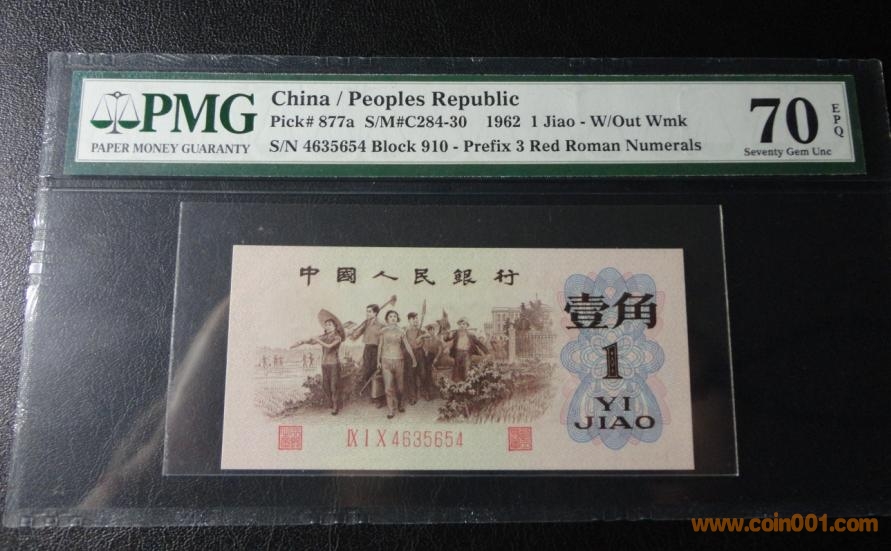 PMG
PAPER MONEY GUARANTY
China / Peoples Republic
Pick# 877a S/M#C284-30 1962 1 Jiao - W/Out Wmk
S/N 4635654 Block 910 - Prefix 3 Red Roman Numerals
70
EPQ
Seventy Gem Unc
中國人民銀行
壹角
1
YI
JIAO
IX I X 4635654
www.coin001.com